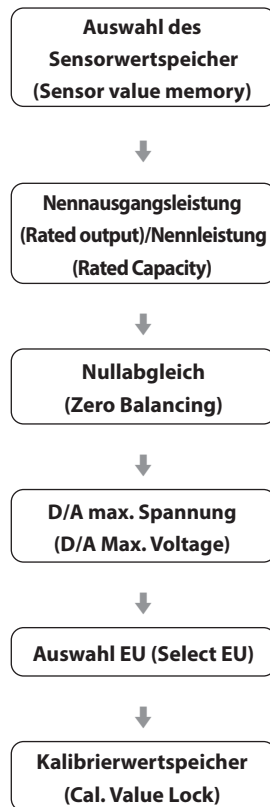 Auswahl des
Sensorwertspeicher
(Sensor value memory)
Nennausgangsleistung
(Rated output)/Nennleistung
(Rated Capacity)
Nullabgleich
(Zero Balancing)
D/A max. Spannung
(D/A Max. Voltage)
Auswahl EU (Select EU)
Kalibrierwertspeicher
(Cal. Value Lock)